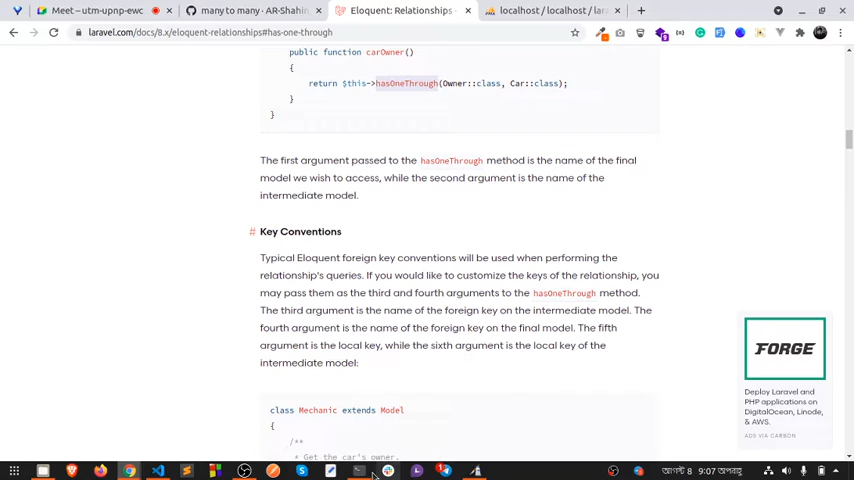 Meet – utm-upnp-ewc
many to many · AR-Shahin
Eloquent: Relationships -
localhost / localhost / lara
laravel.com/docs/8.x/eloquent-relationships#has-one-through
public function carOwner()
{
return $this->hasOneThrough(Owner::class, Car::class);
}
}
The first argument passed to the hasOneThrough method is the name of the final
model we wish to access, while the second argument is the name of the
intermediate model.
# Key Conventions
Typical Eloquent foreign key conventions will be used when performing the
relationship's queries. If you would like to customize the keys of the relationship, you
may pass them as the third and fourth arguments to the hasOneThrough method.
The third argument is the name of the foreign key on the intermediate model. The
fourth argument is the name of the foreign key on the final model. The fifth
argument is the local key, while the sixth argument is the local key of the
intermediate model:
class Mechanic extends Model
{
/**
* Get the car's owner.
FORGE
Deploy Laravel and
PHP applications on
DigitalOcean, Linode,
& AWS.
ADS VIA CARBON
আগস্ট 8 9:07 অপরাহ্ণ